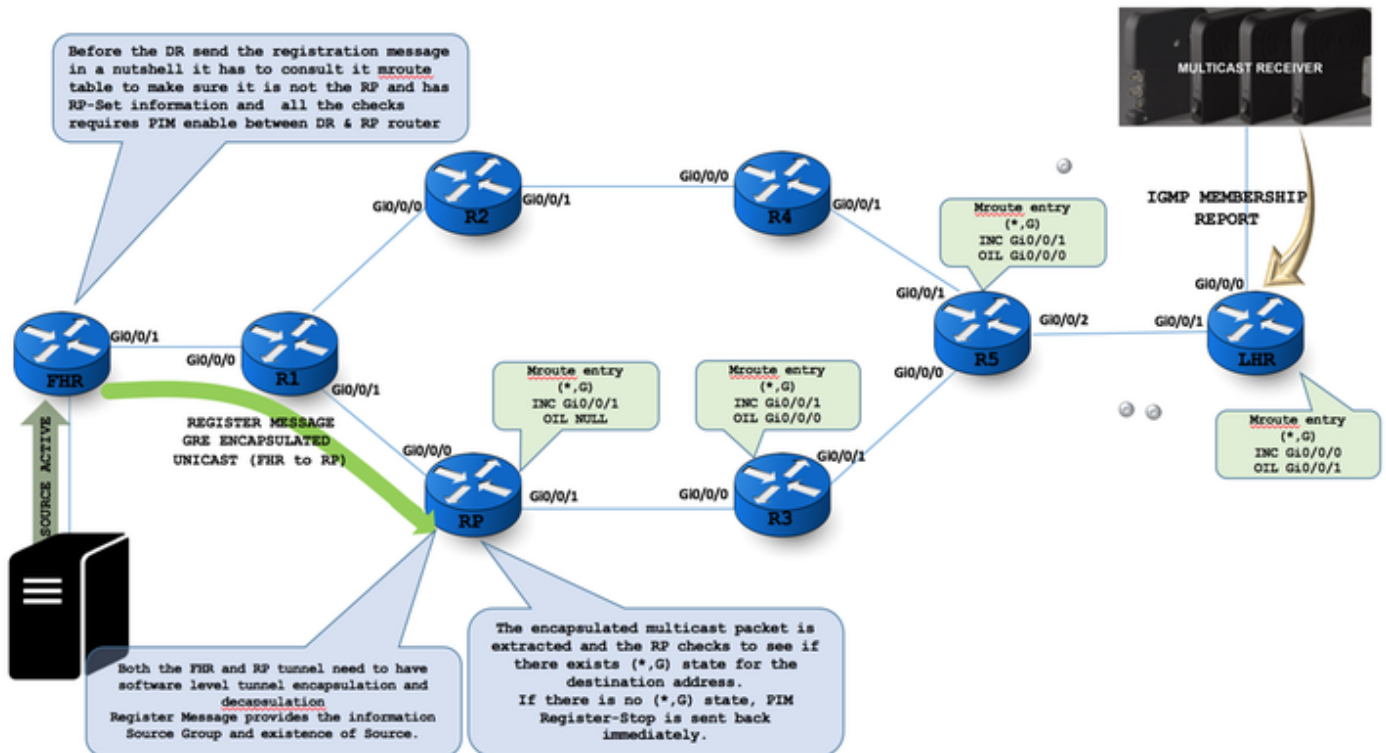 Before the DR send the registration message
in a nutshell it has to consult it mroute
table to make sure it is not the RP and has
RP-Set information and all the checks
requires PIM enable between DR & RP router
MULTICAST RECEIVER
IGMP MEMBERSHIP
REPORT
Gi0/0/0
R2
Gi0/0/1
Gi0/0/0
R4
Gi0/0/1
Mroute entry
(*,G)
INC Gi0/0/1
OIL Gi0/0/0
Gi0/0/0
FHR
Gi0/0/1
Gi0/0/0
R1
Gi0/0/1
Gi0/0/1
R5
Gi0/0/2
Gi0/0/0
Gi0/0/1
LHR
Mroute entry
(*,G)
INC Gi0/0/1
OIL NULL
Mroute entry
(*,G)
INC Gi0/0/1
OIL Gi0/0/0
Mroute entry
(*,G)
INC Gi0/0/0
OIL Gi0/0/1
SOURCE ACTIVE
REGISTER MESSAGE
GRE ENCAPSULATED
UNICAST (FHR to RP)
Gi0/0/0
RP
Gi0/0/1
Gi0/0/0
R3
Gi0/0/1
Both the FHR and RP tunnel need to have
software level tunnel encapsulation and
decapsulation
Register Message provides the information
Source Group and existence of Source.
The encapsulated multicast packet is
extracted and the RP checks to see if
there exists (*,G) state for the
destination address.
If there is no (*,G) state, PIM
Register-Stop is sent back
immediately.